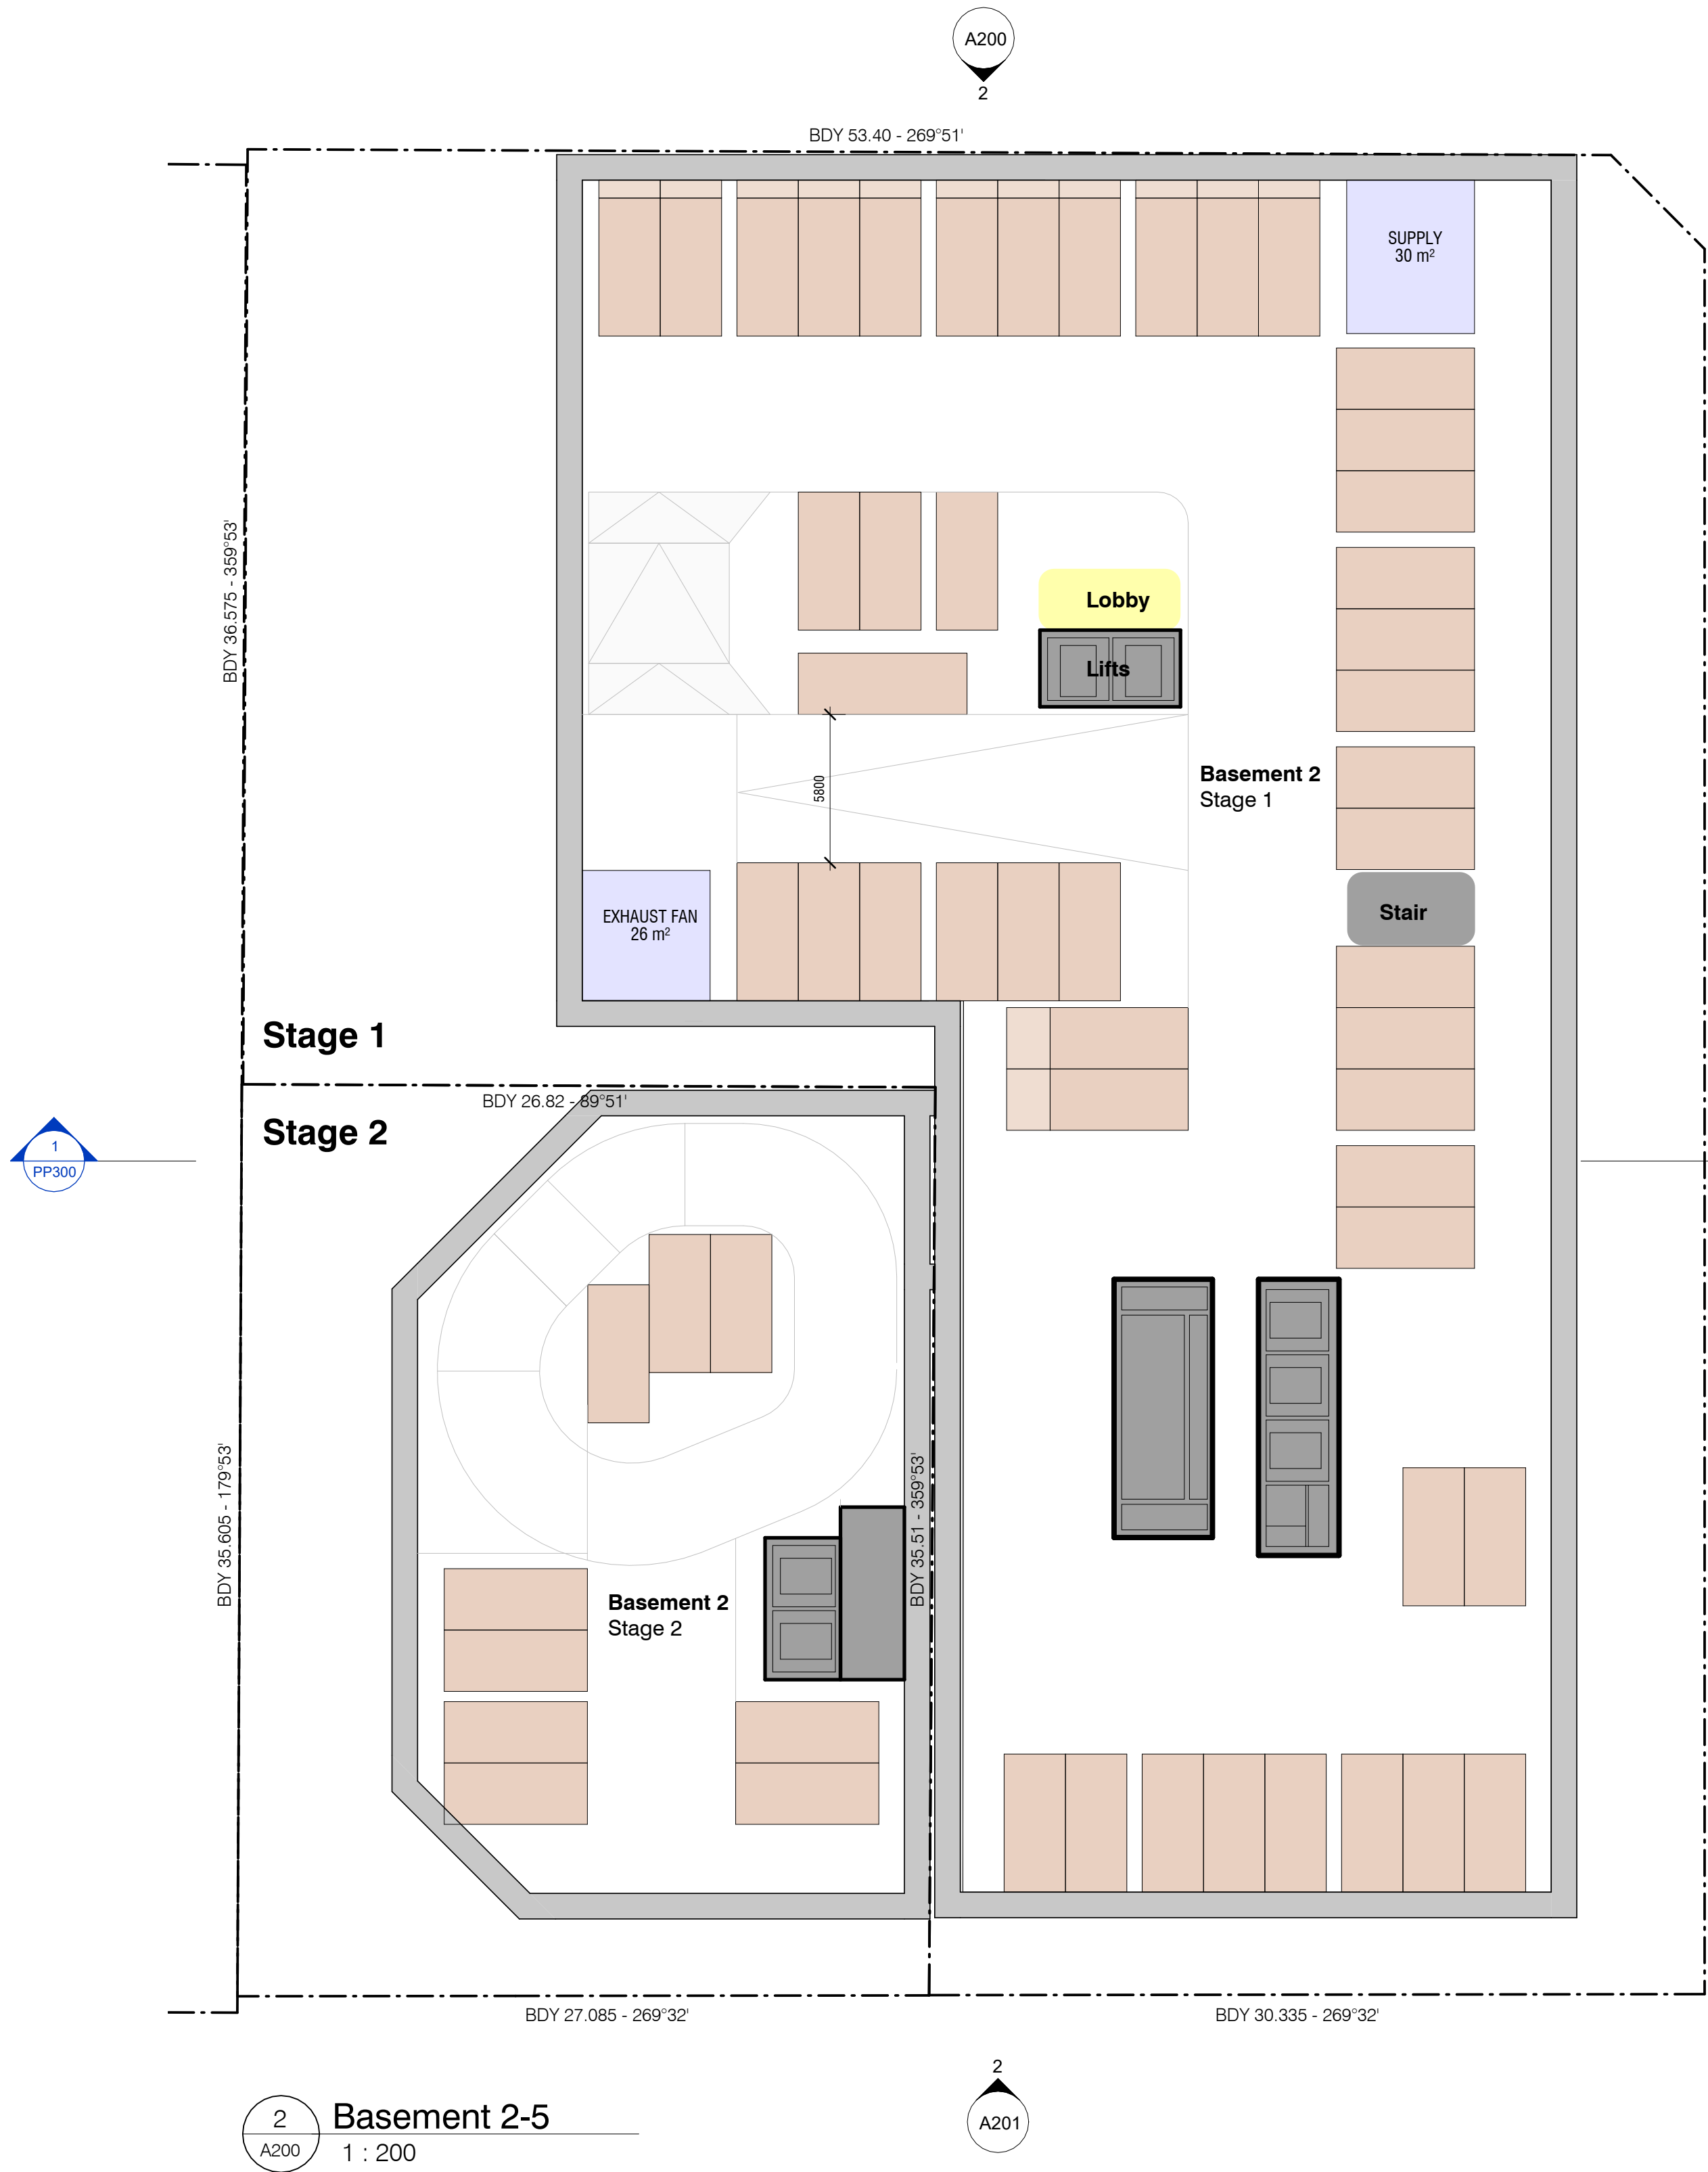 A200
2
BDY 53.40 - 269°51'
SUPPLY
30 m²
BDY 36.575 - 359°53'
Lobby
Lifts
Basement 2
Stage 1
5800
Stair
EXHAUST FAN
26 m²
Stage 1
BDY 26.82 - 89°51'
Stage 2
1
PP300
BDY 35.605 - 179°53'
BDY 35.51 - 359°53'
Basement 2
Stage 2
BDY 27.085 - 269°32'
BDY 30.335 - 269°32'
2
A201
2
A200
Basement 2-5
1 : 200